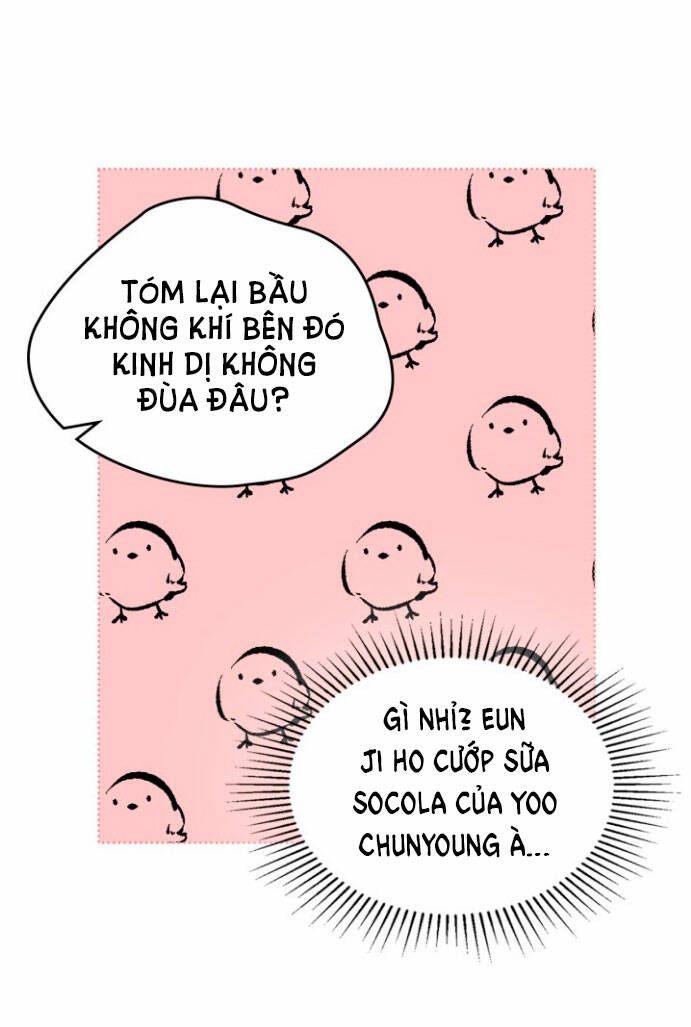 TÓM LẠI BẦU
KHÔNG KHÍ BÊN ĐÓ
KINH DỊ KHÔNG
ĐÙA ĐÂU?
GÌ NHỈ? EUN
JI HO CƯỚP SỮA
SOCOLA CỦA YOO
CHUNYOUNG À...